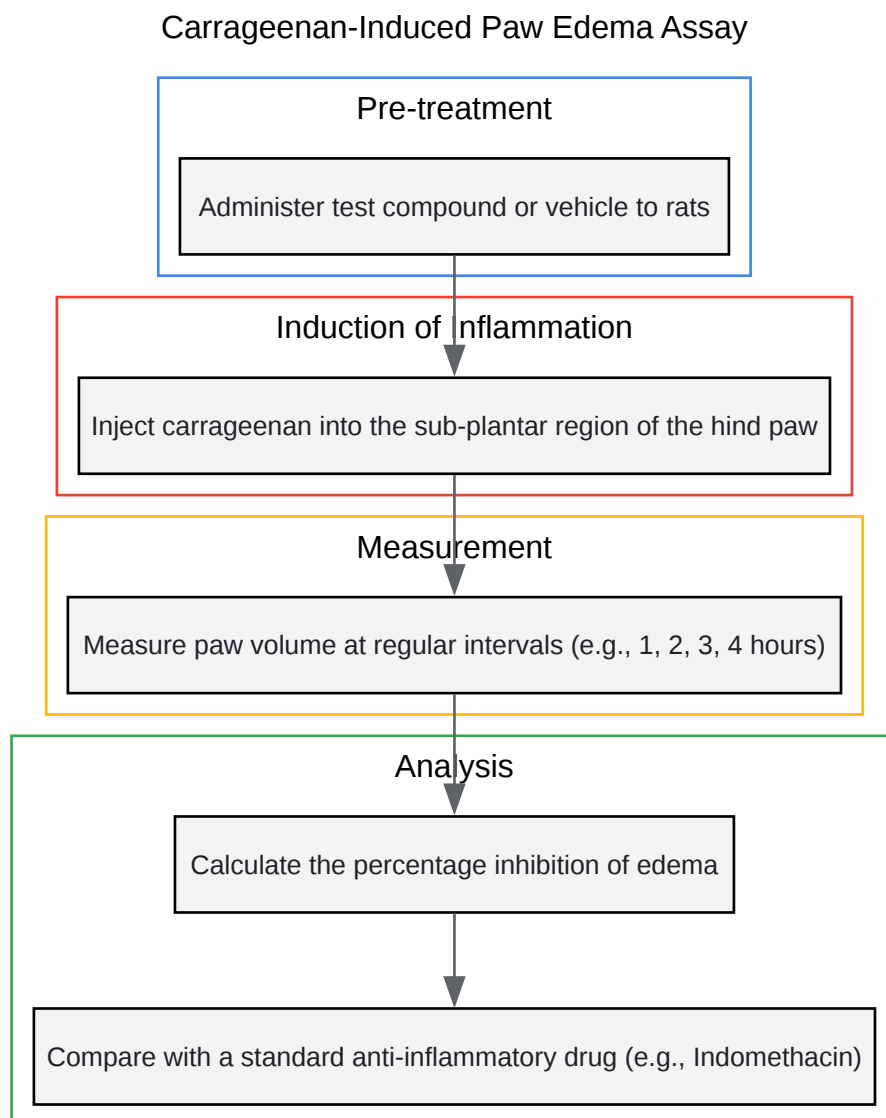 Carrageenan-Induced Paw Edema Assay
Pre-treatment
Administer test compound or vehicle to rats
Induction of Inflammation
Inject carrageenan into the sub-plantar region of the hind paw
Measurement
Measure paw volume at regular intervals (e.g., 1, 2, 3, 4 hours)
Analysis
Calculate the percentage inhibition of edema
Compare with a standard anti-inflammatory drug (e.g., Indomethacin)